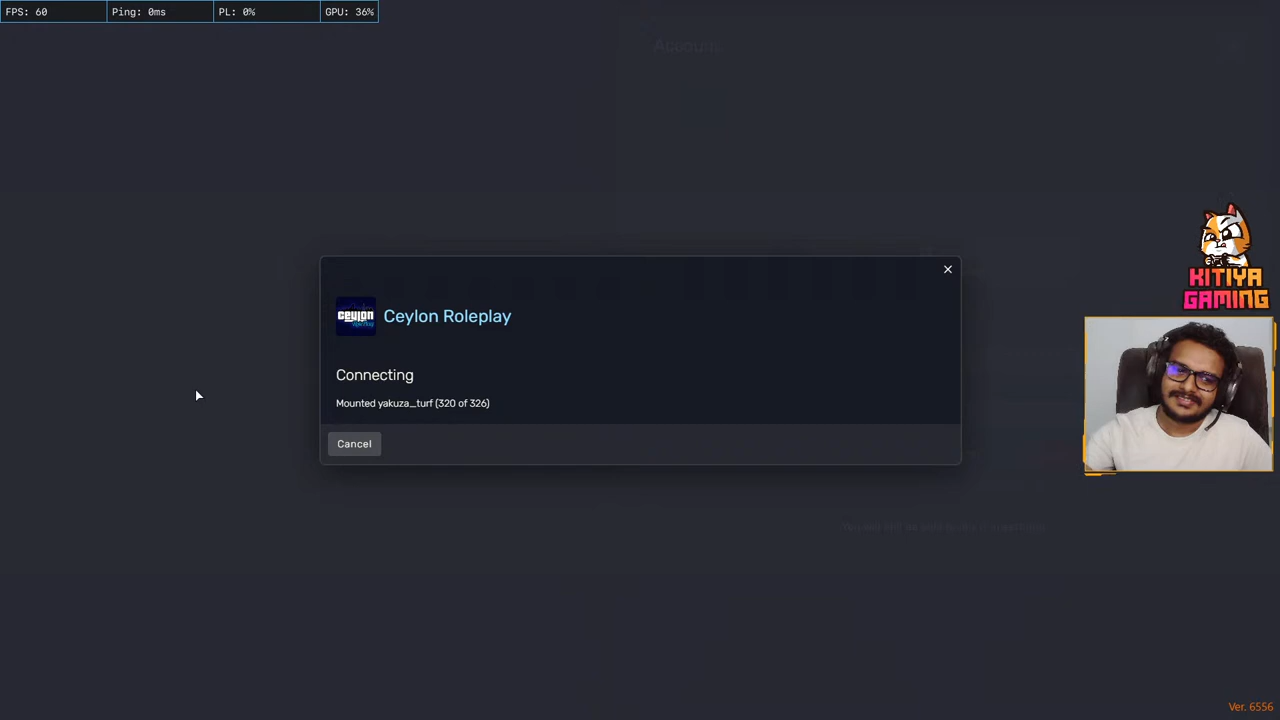 FPS: 60 Ping: 0ms PL: 0% GPU: 36%
Account
Ceylon Roleplay
Connecting
Mounted yakuza_turf (320 of 326)
Cancel
KITIYA
GAMING
Ver. 6556